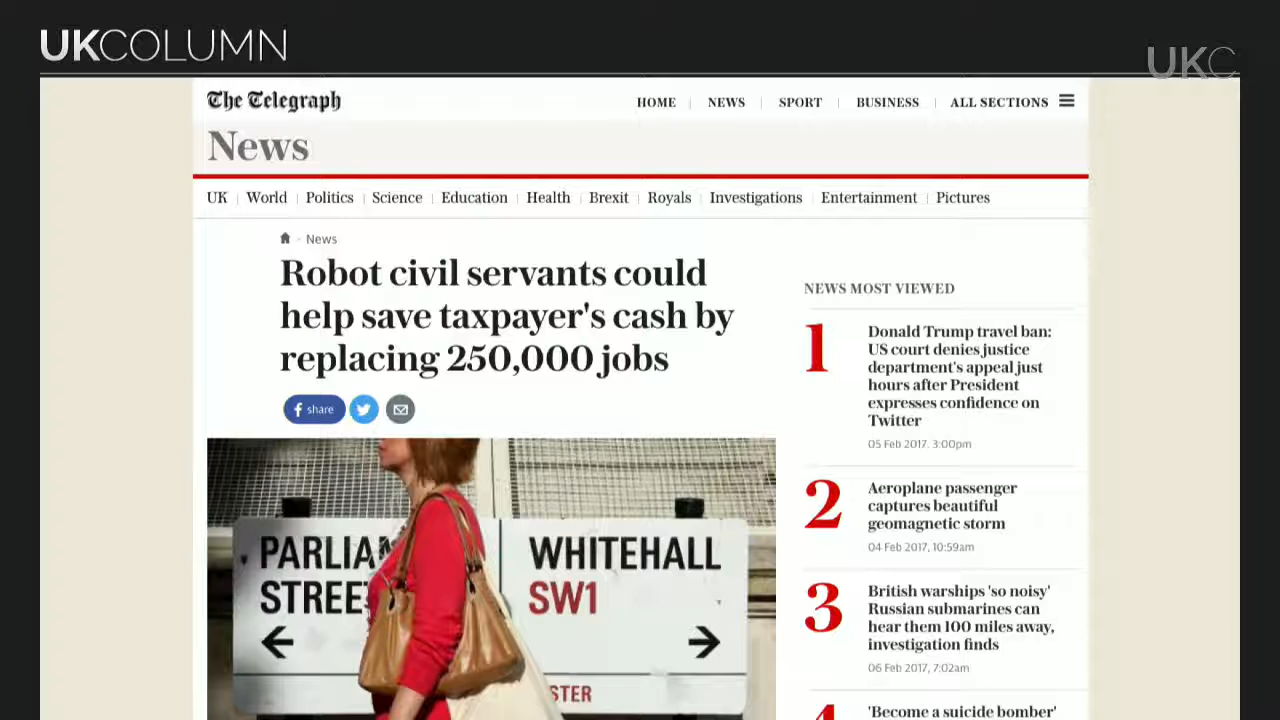 UKCOLUMN
UKC
The Telegraph
HOME NEWS SPORT BUSINESS ALL SECTIONS
News
UK World Politics Science Education Health Brexit Royals Investigations Entertainment Pictures
News
Robot civil servants could
help save taxpayer's cash by
replacing 250,000 jobs
share
PARLIA
STREE
WHITEHALL
SW1
STER
NEWS MOST VIEWED
1
Donald Trump travel ban:
US court denies justice
department's appeal just
hours after President
expresses confidence on
Twitter
05 Feb 2017, 3:00pm
2
Aeroplane passenger
captures beautiful
geomagnetic storm
04 Feb 2017, 10:59am
3
British warships 'so noisy'
Russian submarines can
hear them 100 miles away,
investigation finds
06 Feb 2017, 7:02am
4
'Become a suicide bomber'